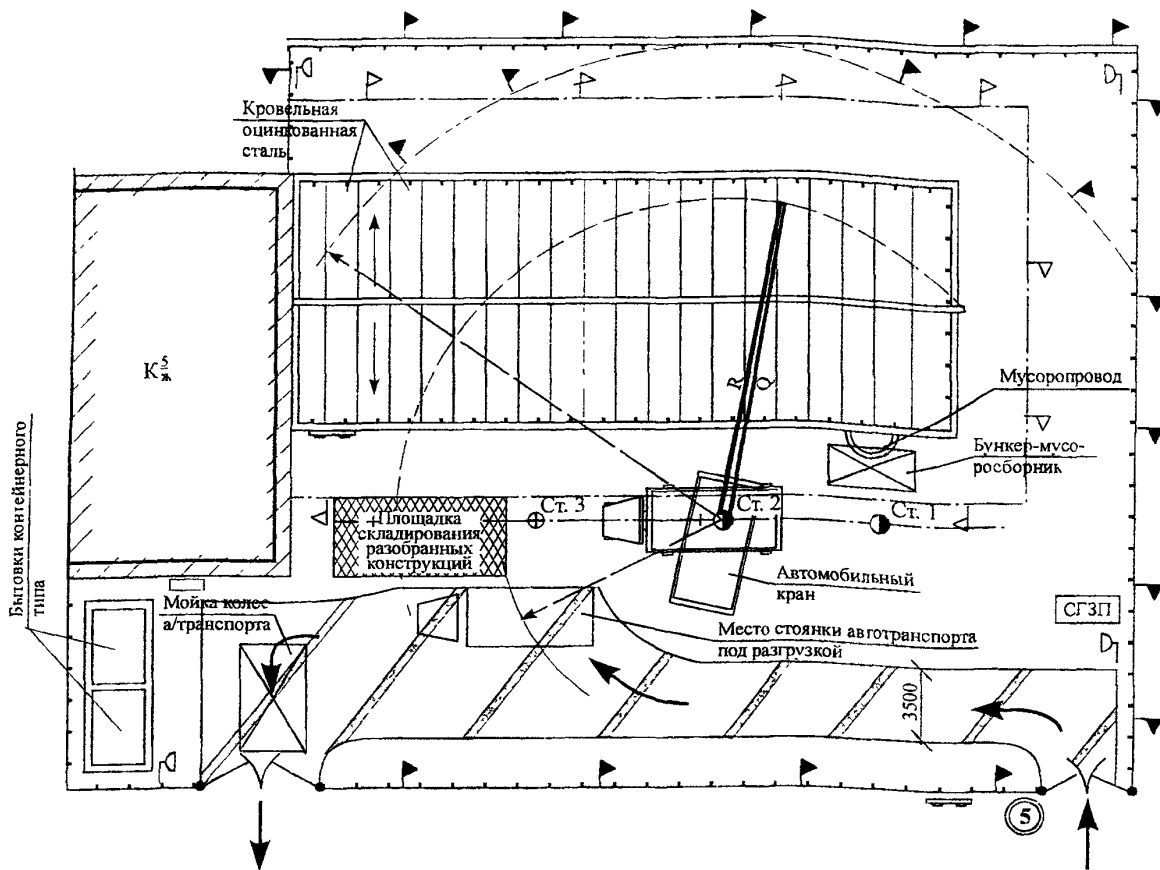 Кровельная
оцинкованная
сталь
К 5/ж
R
Q
Мусоропровод
Бункер-мусо-
росборник
Ст. 3
Ст. 2
Ст. 1
Площадка
складирования
разобранных
конструкций
Автомобильный
кран
Бытовки контейнерного
типа
Мойка колес
а/транспорта
Место стоянки автотранспорта
под разгрузкой
СГЗП
3500
5